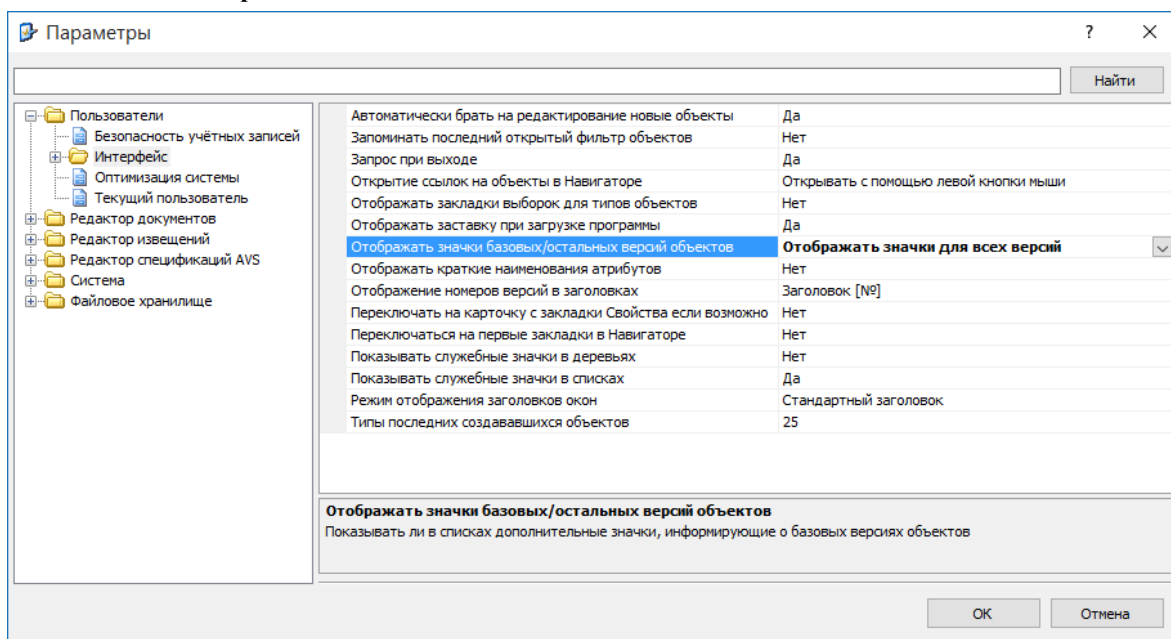 Параметры
?
Найти
Пользователи
Безопасность учётных записей
Интерфейс
Оптимизация системы
Текущий пользователь
Редактор документов
Редактор извещений
Редактор спецификаций AVS
Система
Файловое хранилище
Автоматически брать на редактирование новые объекты Да
Запоминать последний открытый фильтр объектов Нет
Запрос при выходе Да
Открытие ссылок на объекты в Навигаторе Открывать с помощью левой кнопки мыши
Отображать закладки выборок для типов объектов Нет
Отображать заставку при загрузке программы Да
Отображать значки базовых/остальных версий объектов Отображать значки для всех версий
Отображать краткие наименования атрибутов Нет
Отображение номеров версий в заголовках Заголовок [№]
Переключать на карточку с закладки Свойства если возможно Нет
Переключаться на первые закладки в Навигаторе Нет
Показывать служебные значки в деревьях Нет
Показывать служебные значки в списках Да
Режим отображения заголовков окон Стандартный заголовок
Типы последних создававшихся объектов 25
Отображать значки базовых/остальных версий объектов
Показывать ли в списках дополнительные значки, информирующие о базовых версиях объектов
ОК Отмена